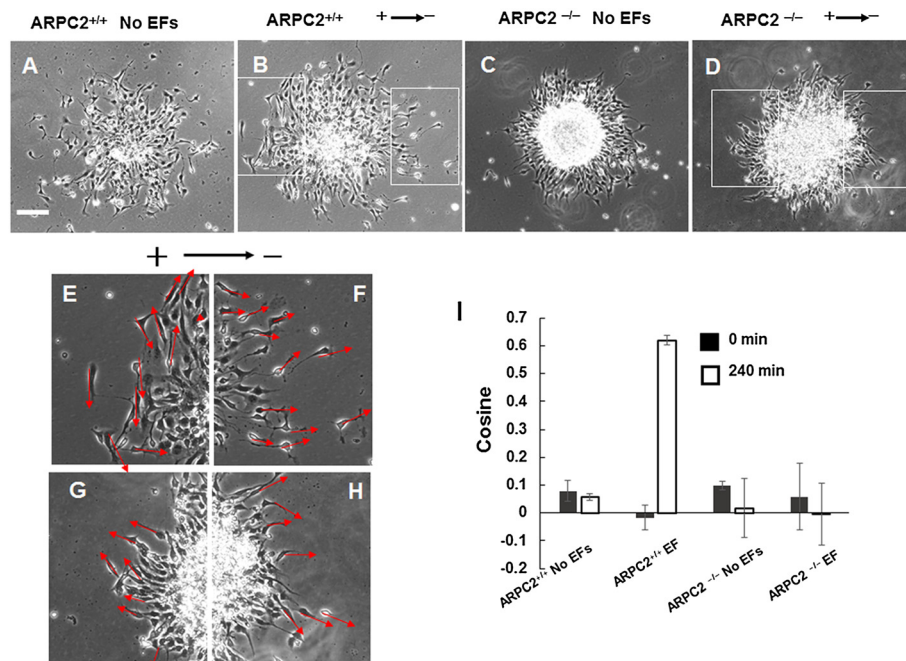 ARPC2+/+ No EFs
ARPC2+/+ + −
ARPC2 −/− No EFs
ARPC2 −/− + −
A
B
C
D
+ −
E
F
G
H
I
0.7
0.6
0.5
0.4
0.3
0.2
0.1
0
-0.1
-0.2
Cosine
0 min
240 min
ARPC2+/+ No EFs
ARPC2+/+ EF
ARPC2 −/− No EFs
ARPC2 −/− EF